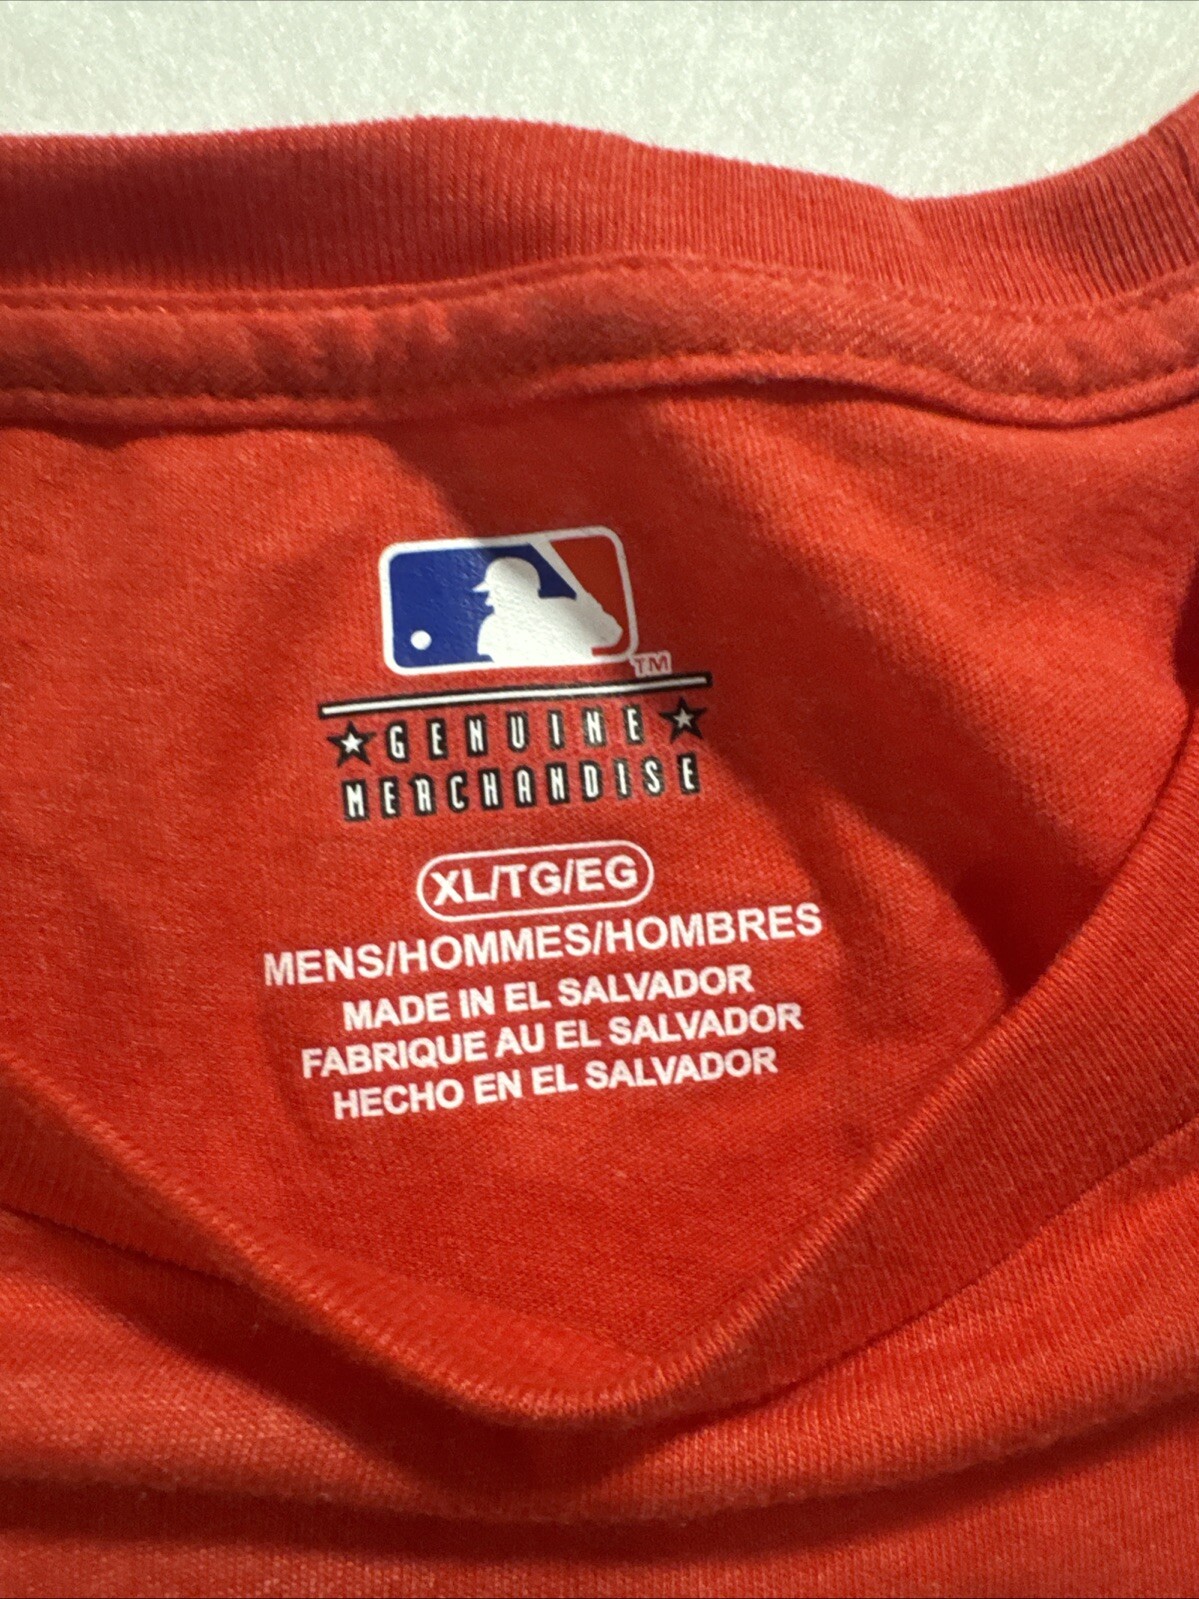 TM
GENUINE
MERCHANDISE
XL/TG/EG
MENS/HOMMES/HOMBRES
MADE IN EL SALVADOR
FABRIQUE AU EL SALVADOR
HECHO EN EL SALVADOR